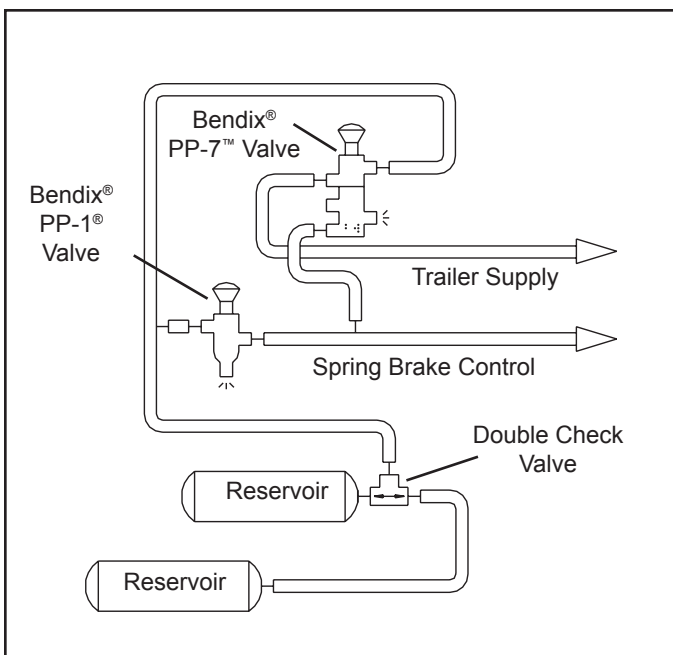 Bendix®
PP-7™ Valve
Bendix®
PP-1®
Valve
Trailer Supply
Spring Brake Control
Double Check
Valve
Reservoir
Reservoir